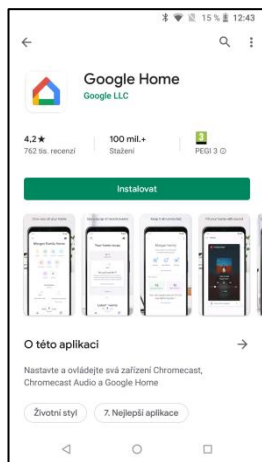 15 % 12:43
Google Home
Google LLC
4,2★
100 mil.+
3
762 tis. recenzí
Stažení
PEGI 3
Instalovat
O této aplikaci
Nastavte a ovládejte svá zařízení Chromecast,
Chromecast Audio a Google Home
Životní styl
7. Nejlepší aplikace